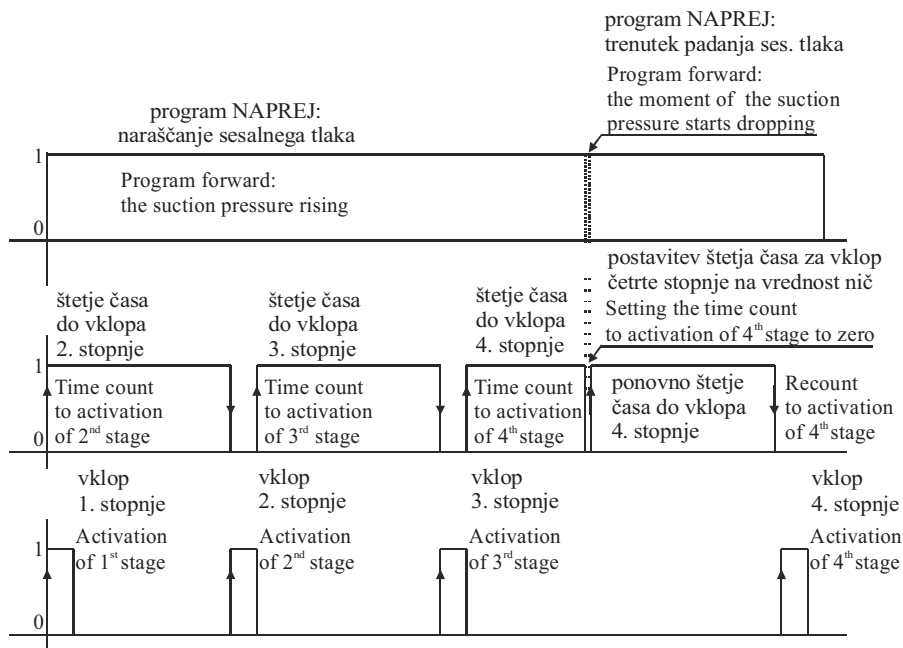 program NAPREJ:
trenutek padanja ses. tlaka
Program forward:
the moment of the suction
pressure starts dropping
program NAPREJ:
naraščanje sesalnega tlaka
1
Program forward:
the suction pressure rising
0
postavitev štetja časa za vklop
četrte stopnje na vrednost nič
Setting the time count
to activation of 4th stage to zero
štetje časa
do vklopa
2. stopnje
štetje časa
do vklopa
3. stopnje
štetje časa
do vklopa
4. stopnje
1
Time count
to activation
of 2nd stage
Time count
to activation
of 3rd stage
Time count
to activation
of 4th stage
ponovno štetje
časa do vklopa
4. stopnje
Recount
to activation
of 4th stage
0
vklop
1. stopnje
vklop
2. stopnje
vklop
3. stopnje
vklop
4. stopnje
1
Activation
of 1st stage
Activation
of 2nd stage
Activation
of 3rd stage
Activation
of 4th stage
0